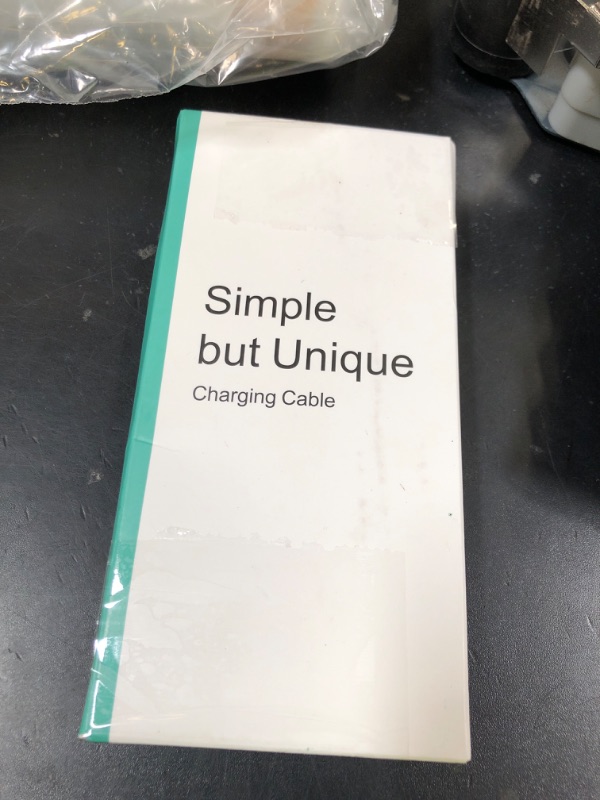 Simple
but Unique
Charging Cable